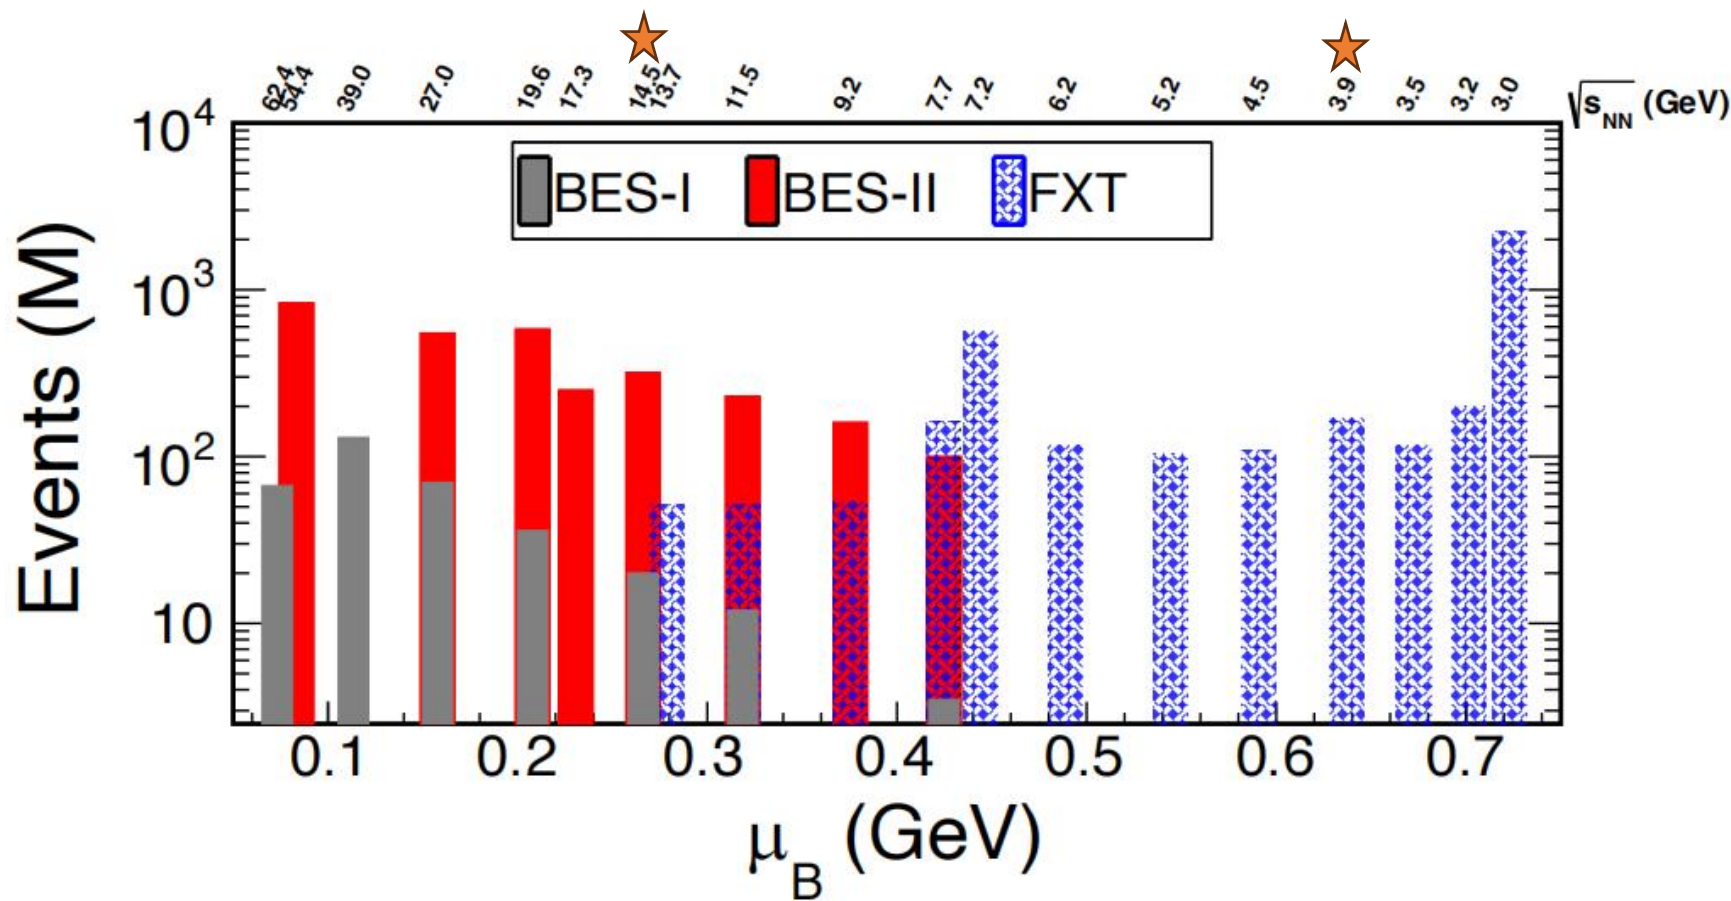 62.4 54.4 39.0 27.0 19.6 17.3 14.5 13.7 11.5 9.2 7.7 7.2 6.2 5.2 4.5 3.9 3.5 3.2 3.0 √sNN (GeV)
10⁴
BES-I BES-II FXT
10³
10²
10
Events (M)
0.1 0.2 0.3 0.4 0.5 0.6 0.7
μB (GeV)